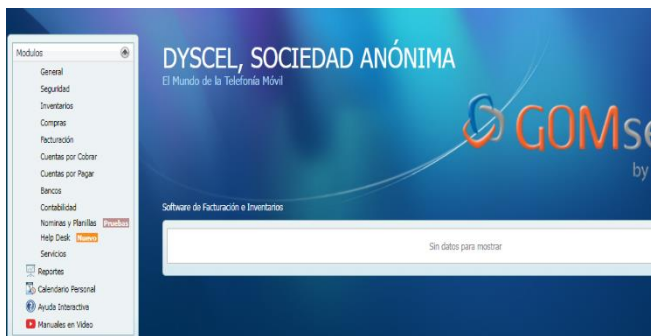 Modulos
General
Seguridad
Inventarios
Compras
Facturación
Cuentas por Cobrar
Cuentas por Pagar
Bancos
Contabilidad
Nominas y Planillas Pruebas
Help Desk Nuevo
Servicios
Reportes
Calendario Personal
Ayuda Interactiva
Manuales en Video
DYSCEL, SOCIEDAD ANÓNIMA
El Mundo de la Telefonía Móvil
GOMse
by
Software de Facturación e Inventarios
Sin datos para mostrar